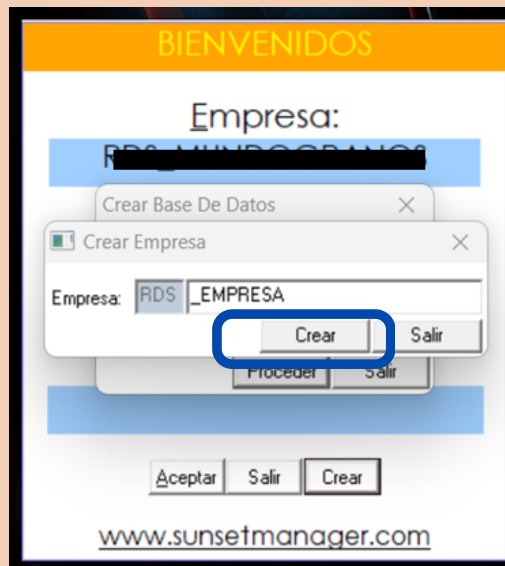 BIENVENIDOS
Empresa:
Crear Base De Datos
Crear Empresa
Empresa: RDS _EMPRESA
Crear Salir
Proceder Salir
Aceptar Salir Crear
www.sunsetmanager.com